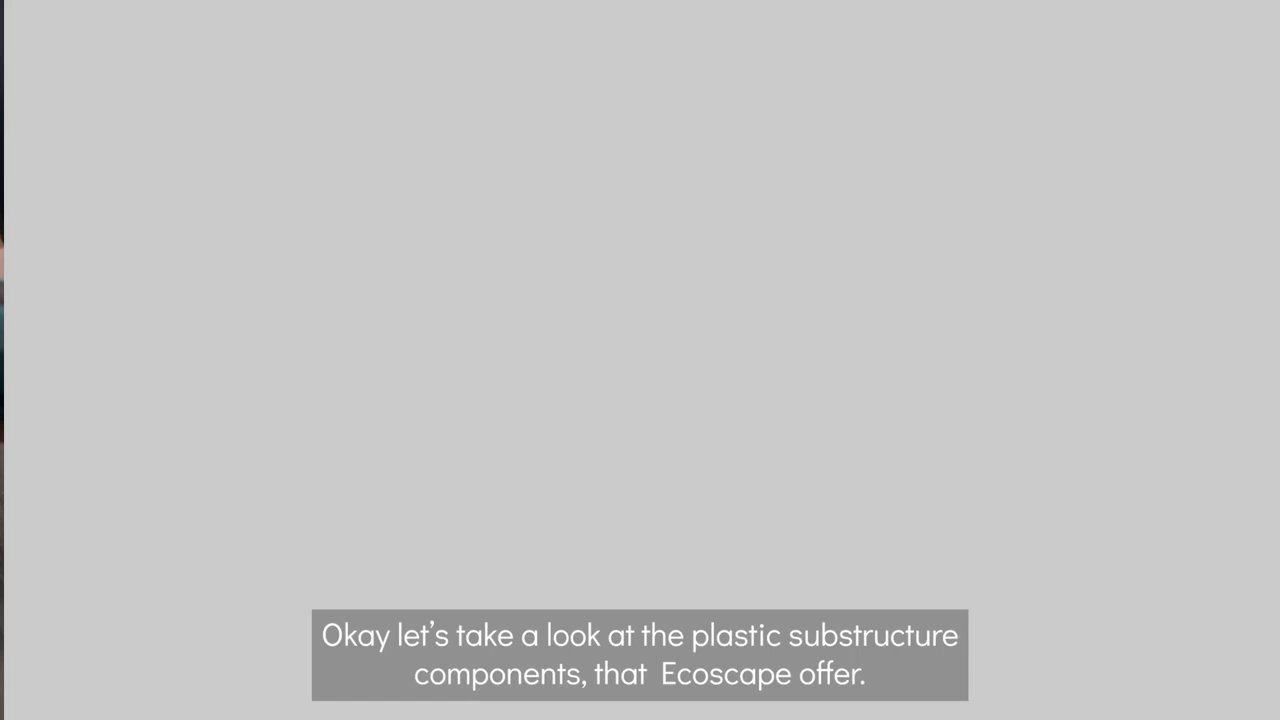 Okay let's take a look at the plastic substructure
components, that  Ecoscape offer.